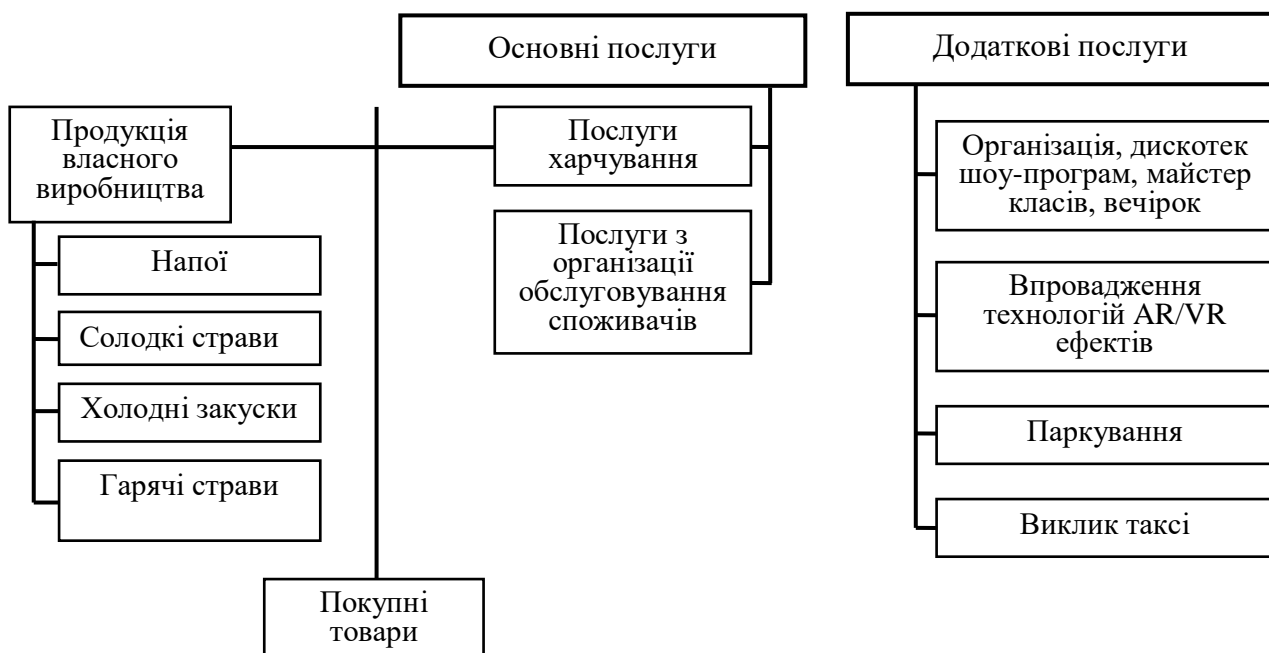 Основні послуги
Додаткові послуги
Продукція
власного
виробництва
Послуги
харчування
Організація, дискотек
шоу-програм, майстер
класів, вечірок
Напої
Послуги з
організації
обслуговування
споживачів
Впровадження
технологій AR/VR
ефектів
Солодкі страви
Холодні закуски
Паркування
Гарячі страви
Виклик таксі
Покупні
товари